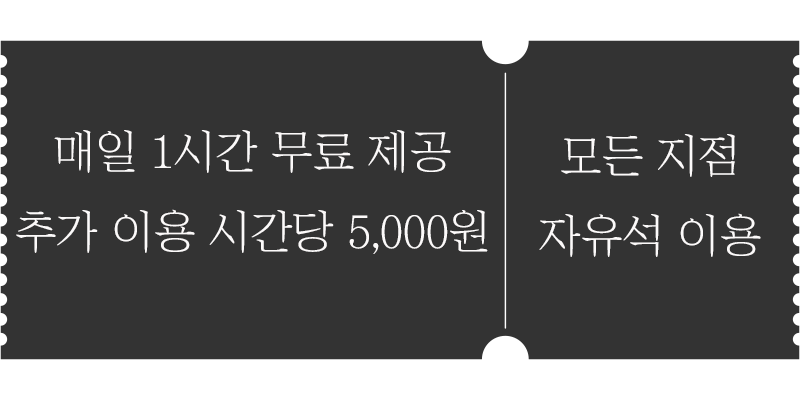 매일 1시간 무료 제공
추가 이용 시간당 5,000원
모든 지점
자유석 이용